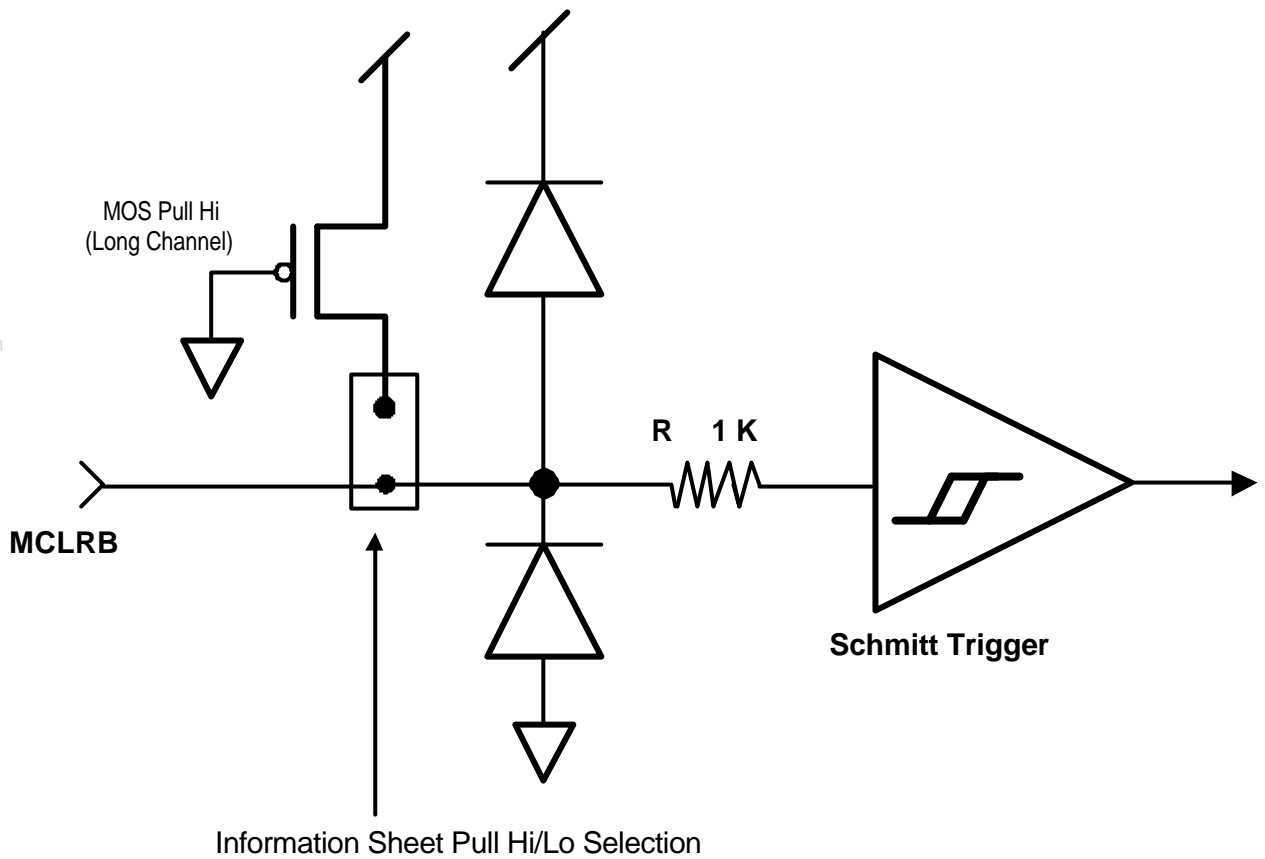 MOS Pull Hi
(Long Channel)
R 1 K
MCLRB
Schmitt Trigger
Information Sheet Pull Hi/Lo Selection